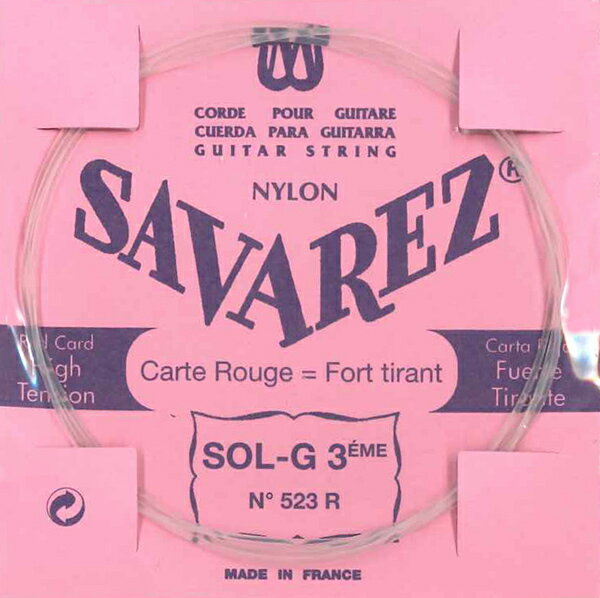 CORDE POUR GUITARE
CUERDA PARA GUITARRA
GUITAR STRING
NYLON
SAVAREZ®
Red Card
High
Tension
Carte Rouge = Fort tirant
Carta
Fuerte
Tirante
SOL-G 3ÉME
N° 523 R
MADE IN FRANCE